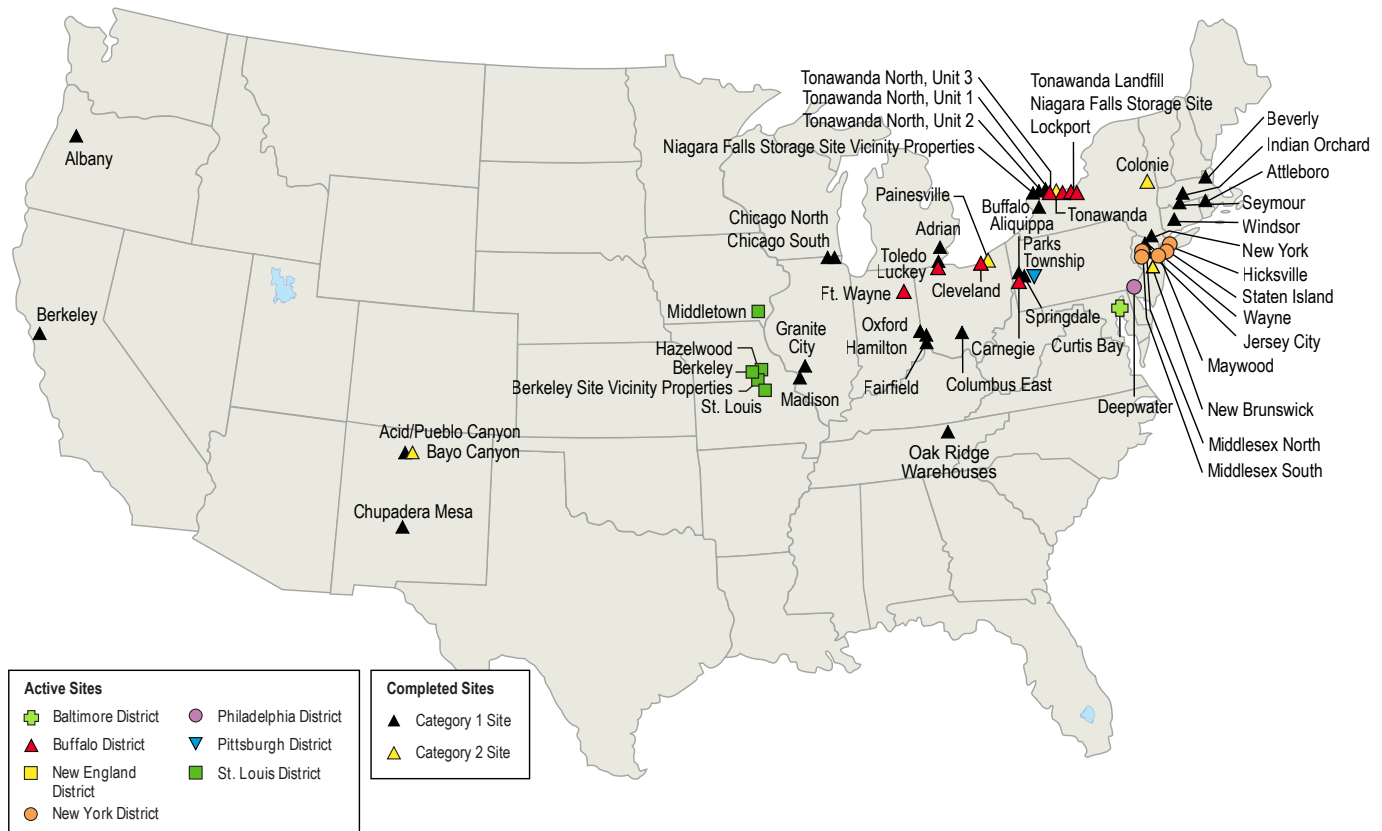 Tonawanda North, Unit 3
Tonawanda North, Unit 1
Tonawanda North, Unit 2
Niagara Falls Storage Site Vicinity Properties
Tonawanda Landfill
Niagara Falls Storage Site
Lockport
Beverly
Indian Orchard
Attleboro
Seymour
Windsor
New York
Hicksville
Staten Island
Wayne
Jersey City
Maywood
New Brunswick
Middlesex North
Middlesex South
Colonie
Albany
Painesville
Buffalo
Tonawanda
Aliquippa
Chicago North
Chicago South
Adrian
Parks
Township
Toledo
Luckey
Ft. Wayne
Cleveland
Berkeley
Middletown
Granite
City
Oxford
Hamilton
Springdale
Carnegie
Curtis Bay
Hazelwood
Berkeley
Berkeley Site Vicinity Properties
St. Louis
Madison
Fairfield
Columbus East
Deepwater
Acid/Pueblo Canyon
Bayo Canyon
Oak Ridge
Warehouses
Chupadera Mesa
Active Sites
Baltimore District
Buffalo District
New England
District
New York District
Philadelphia District
Pittsburgh District
St. Louis District
Completed Sites
Category 1 Site
Category 2 Site